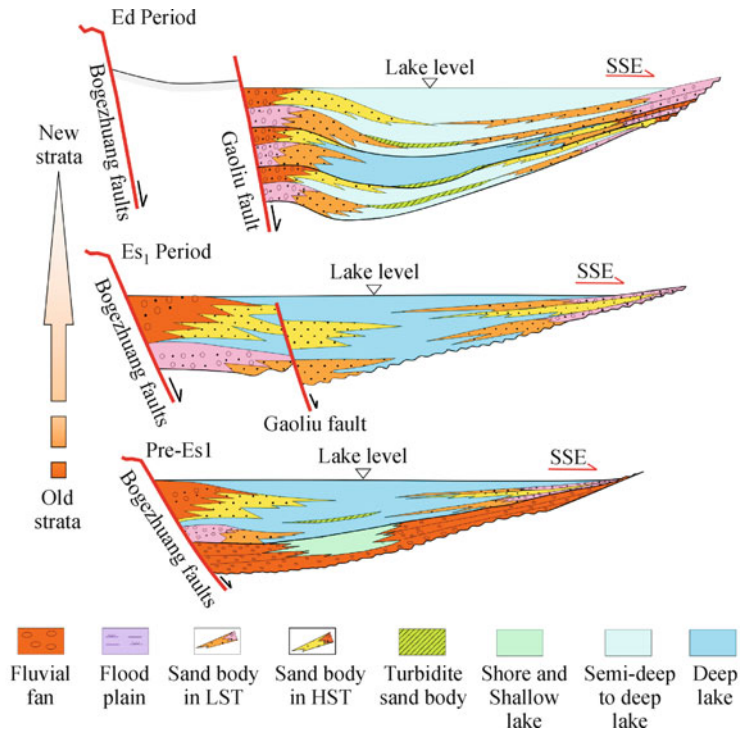 Ed Period
Bogezhuang faults
Gaoliu fault
Lake level
SSE
New
strata
Es1 Period
Bogezhuang faults
Lake level
SSE
Gaoliu fault
Pre-Es1
Bogezhuang faults
Lake level
SSE
Old
strata
Fluvial
fan
Flood
plain
Sand body
in LST
Sand body
in HST
Turbidite
sand body
Shore and
Shallow
lake
Semi-deep
to deep
lake
Deep
lake